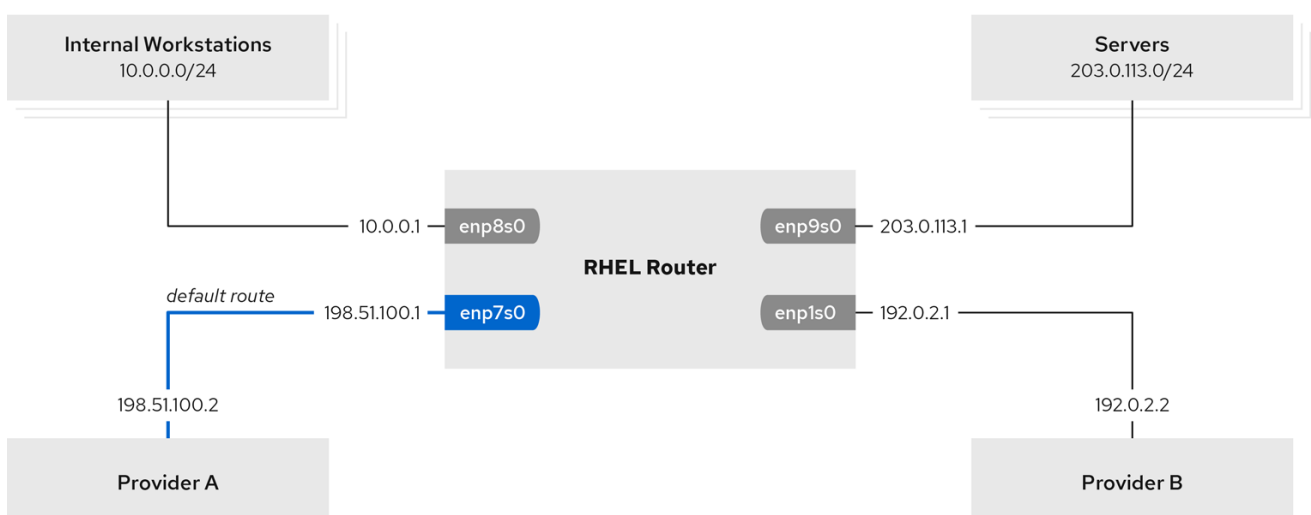 Internal Workstations
10.0.0.0/24
Servers
203.0.113.0/24
10.0.0.1
enp8s0
enp9s0
203.0.113.1
RHEL Router
default route
198.51.100.1
enp7s0
enp1s0
192.0.2.1
198.51.100.2
192.0.2.2
Provider A
Provider B